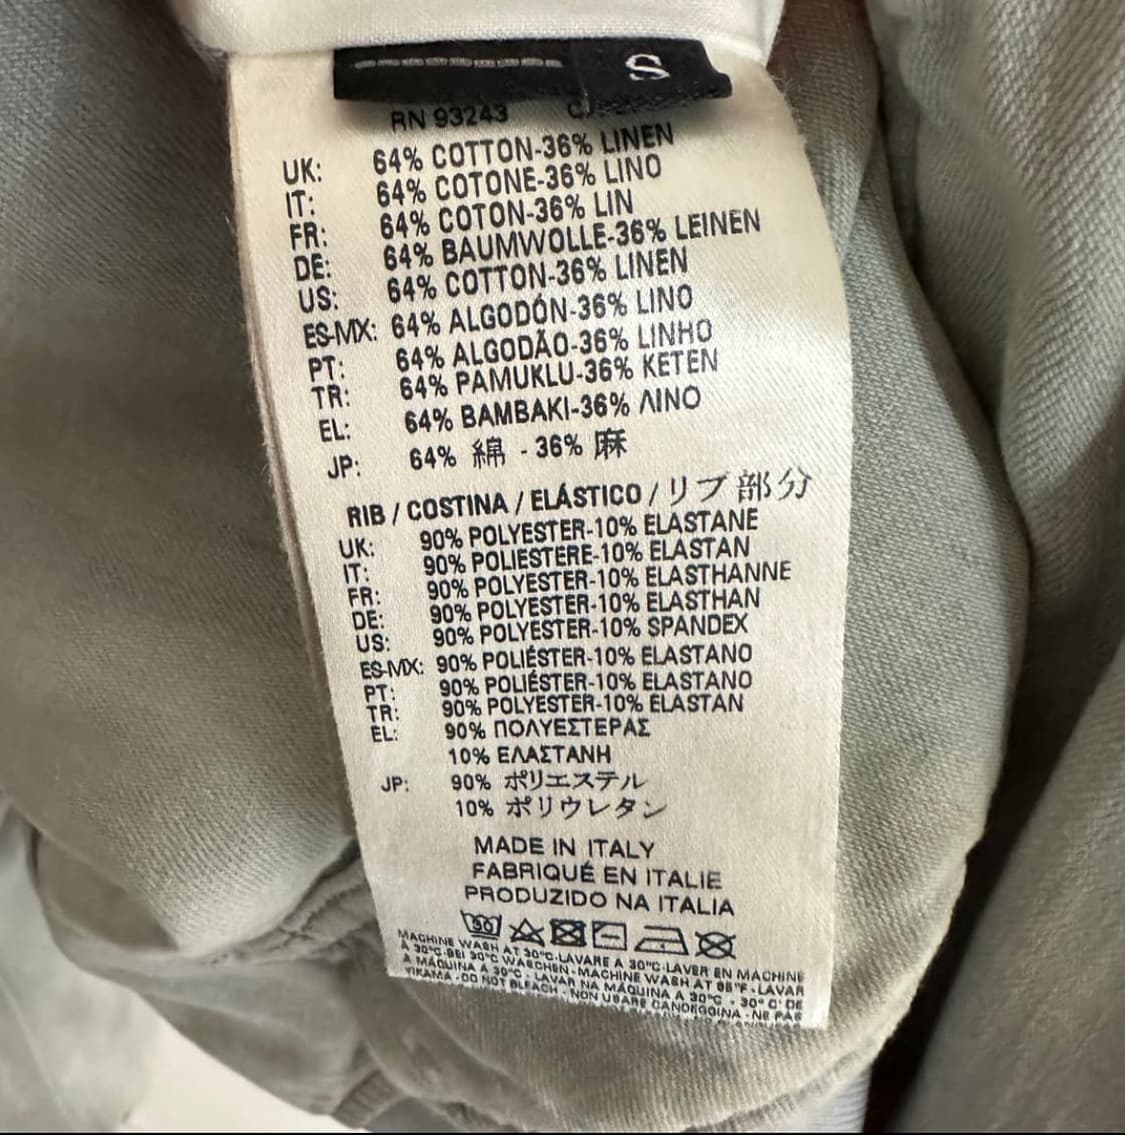 S
RN 93243
UK: 64% COTTON-36% LINEN
IT: 64% COTONE-36% LINO
FR: 64% COTON-36% LIN
DE: 64% BAUMWOLLE-36% LEINEN
US: 64% COTTON-36% LINEN
ES-MX: 64% ALGODÓN-36% LINO
PT: 64% ALGODÃO-36% LINHO
TR: 64% PAMUKLU-36% KETEN
EL: 64% BAMBAKI-36% ΛINO
JP: 64% 綿 - 36% 麻
RIB / COSTINA / ELÁSTICO / リブ部分
UK: 90% POLYESTER-10% ELASTANE
IT: 90% POLIESTERE-10% ELASTAN
FR: 90% POLYESTER-10% ELASTHANNE
DE: 90% POLYESTER-10% ELASTHAN
US: 90% POLYESTER-10% SPANDEX
ES-MX: 90% POLIÉSTER-10% ELASTANO
PT: 90% POLIÉSTER-10% ELASTANO
TR: 90% POLYESTER-10% ELASTAN
EL: 90% ΠΟΛΥΕΣΤΕΡΑΣ
10% ΕΛΑΣΤΑΝΗ
JP: 90% ポリエステル
10% ポリウレタン
MADE IN ITALY
FABRIQUÉ EN ITALIE
PRODUZIDO NA ITALIA
30
MACHINE WASH AT 30°C-LAVARE A 30°C-LAVER EN MACHINE
A 30°C-BEI 30°C WASCHEN-MACHINE WASH AT 86°F-LAVAR
A MÁQUINA A 30°C - LAVAR NA MÁQUINA A 30°C - 30° C' DE
YIKAMA-DO NOT BLEACH - NON USARE CANDEGGINA - NE PAS